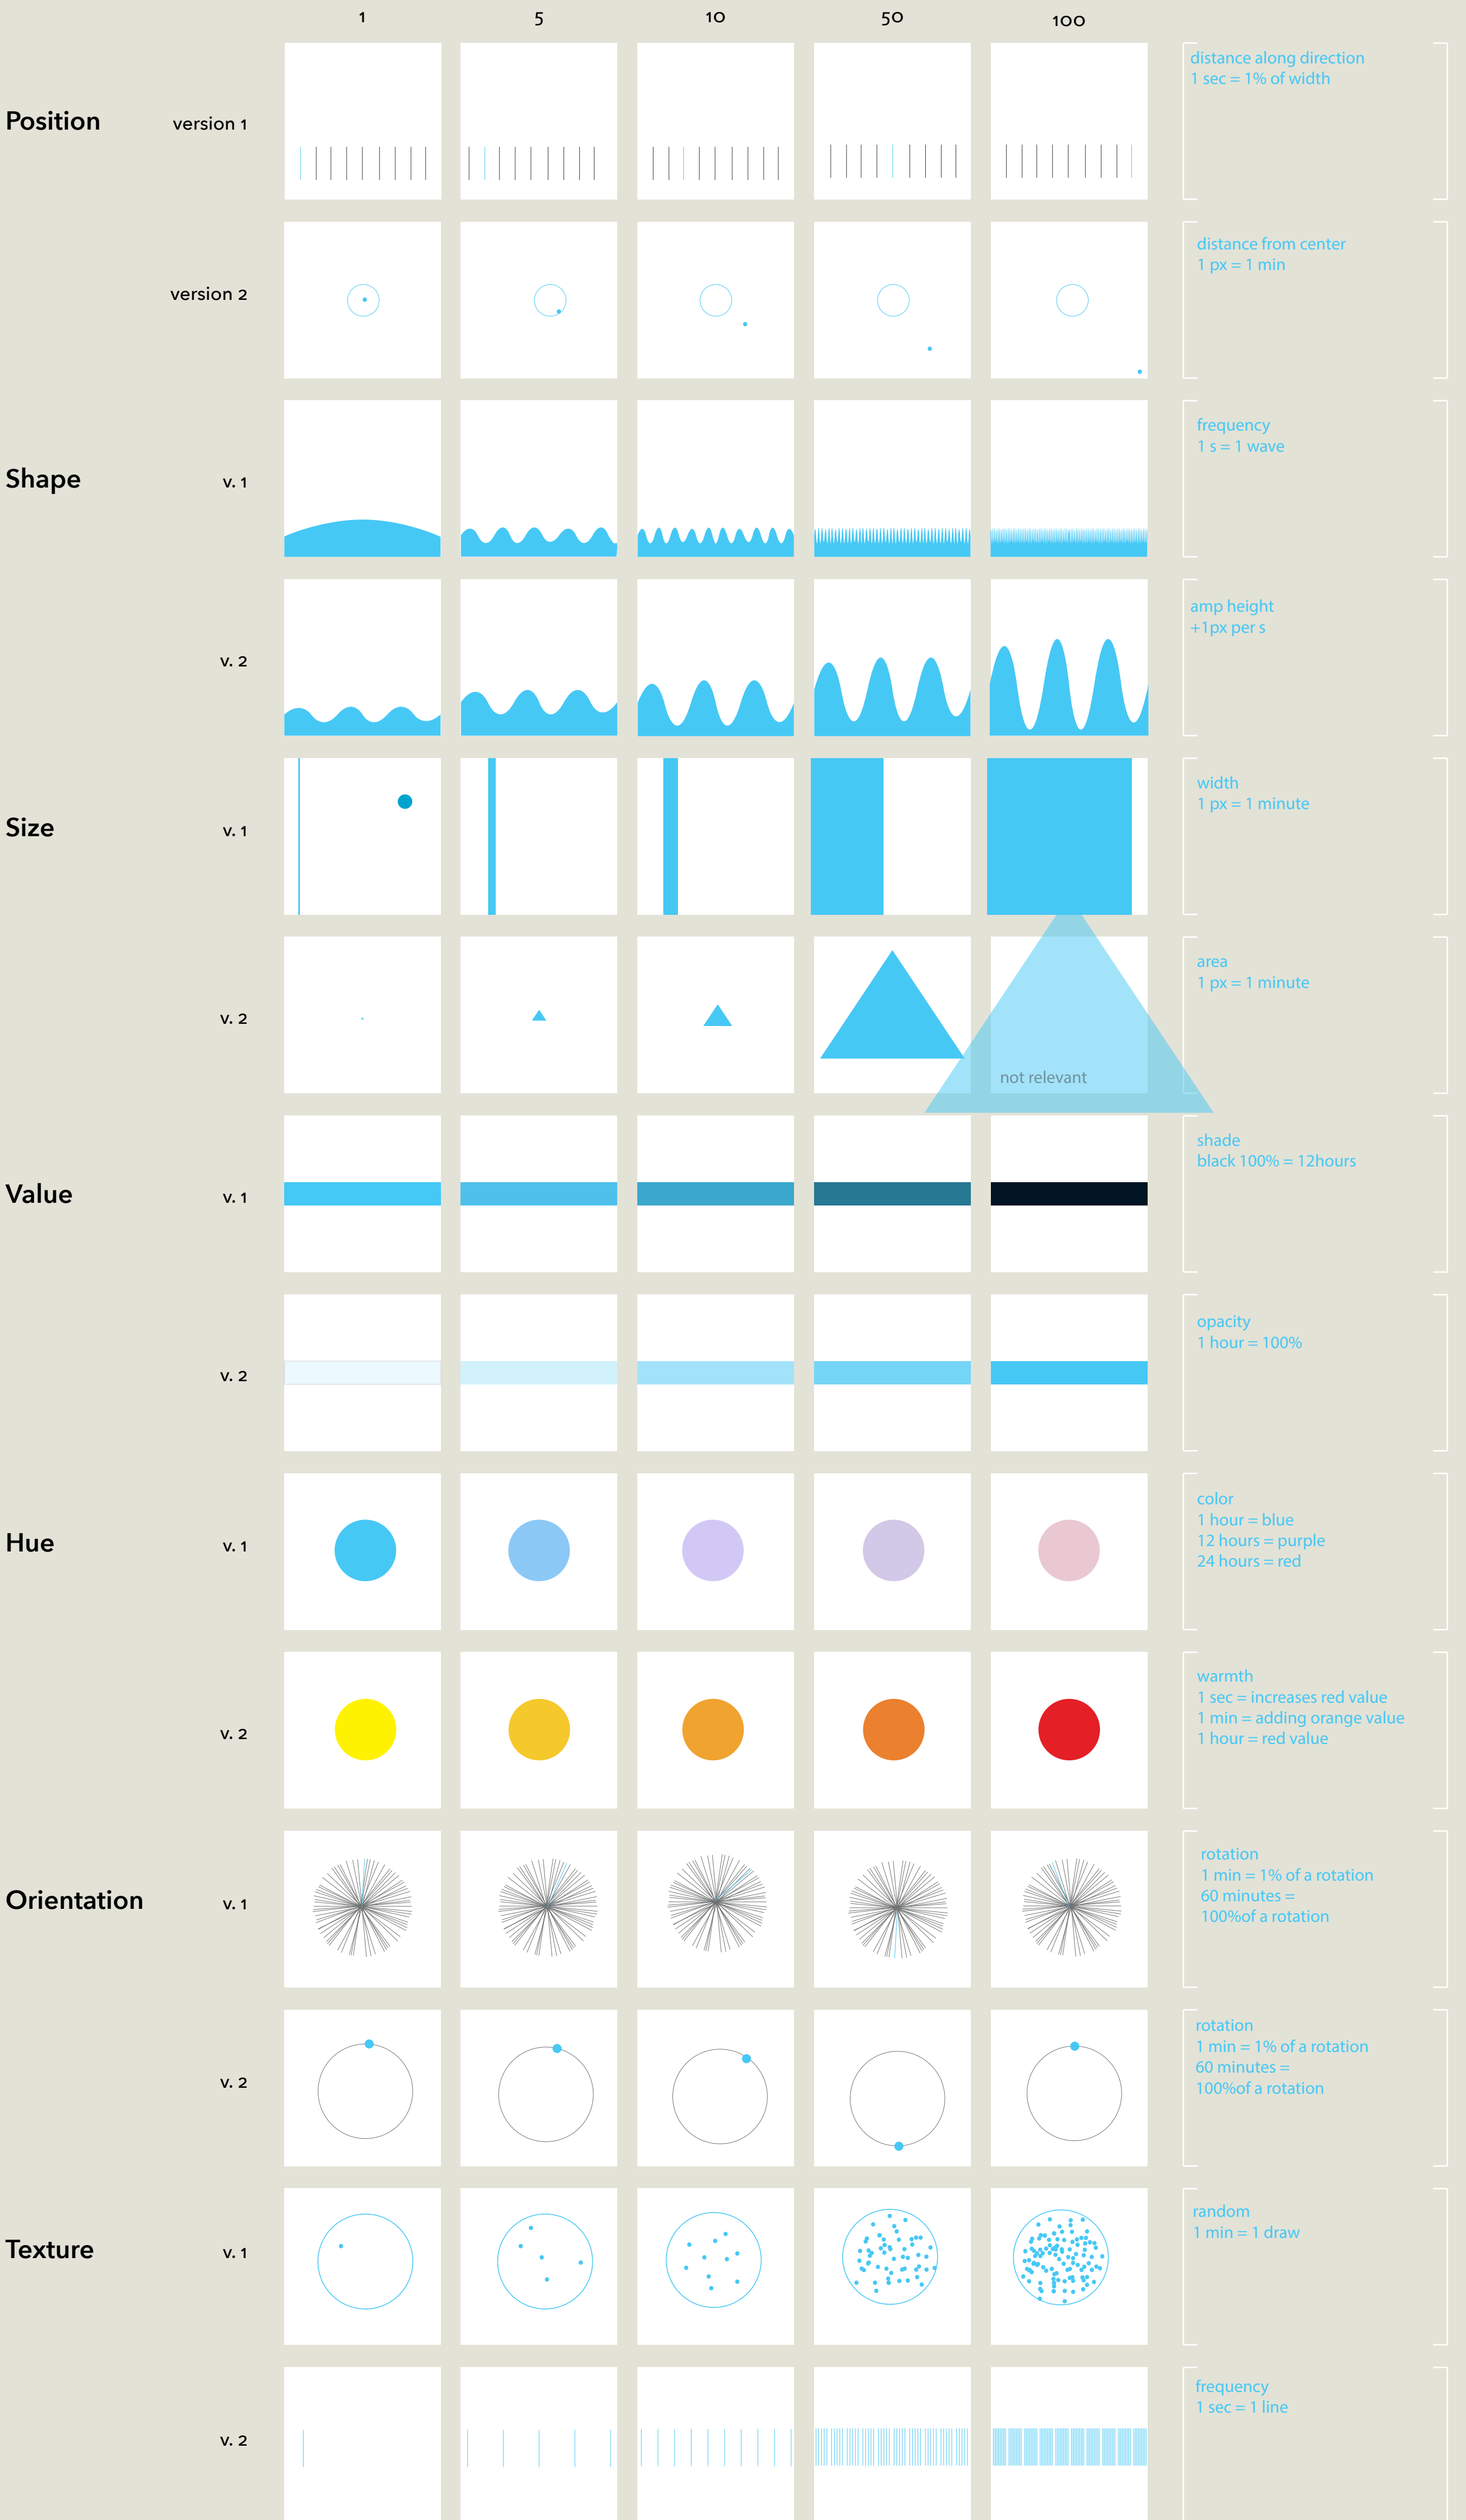 1 5 10 50 100
Position
version 1
distance along direction
1 sec = 1% of width
version 2
distance from center
1 px = 1 min
Shape
v. 1
frequency
1 s = 1 wave
v. 2
amp height
+1px per s
Size
v. 1
width
1 px = 1 minute
v. 2
not relevant
area
1 px = 1 minute
Value
v. 1
shade
black 100% = 12hours
v. 2
opacity
1 hour = 100%
Hue
v. 1
color
1 hour = blue
12 hours = purple
24 hours = red
v. 2
warmth
1 sec = increases red value
1 min = adding orange value
1 hour = red value
Orientation
v. 1
rotation
1 min = 1% of a rotation
60 minutes =
100%of a rotation
v. 2
rotation
1 min = 1% of a rotation
60 minutes =
100%of a rotation
Texture
v. 1
random
1 min = 1 draw
v. 2
frequency
1 sec = 1 line